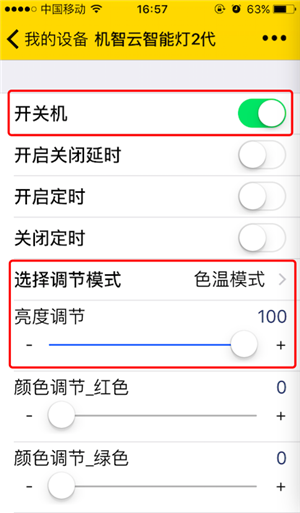 中国移动 16:57 63%
我的设备 机智云智能灯2代 •••
开关机
开启关闭延时
开启定时
关闭定时
选择调节模式 色温模式 >
亮度调节 100
- +
颜色调节_红色 0
- +
颜色调节_绿色 0
- +